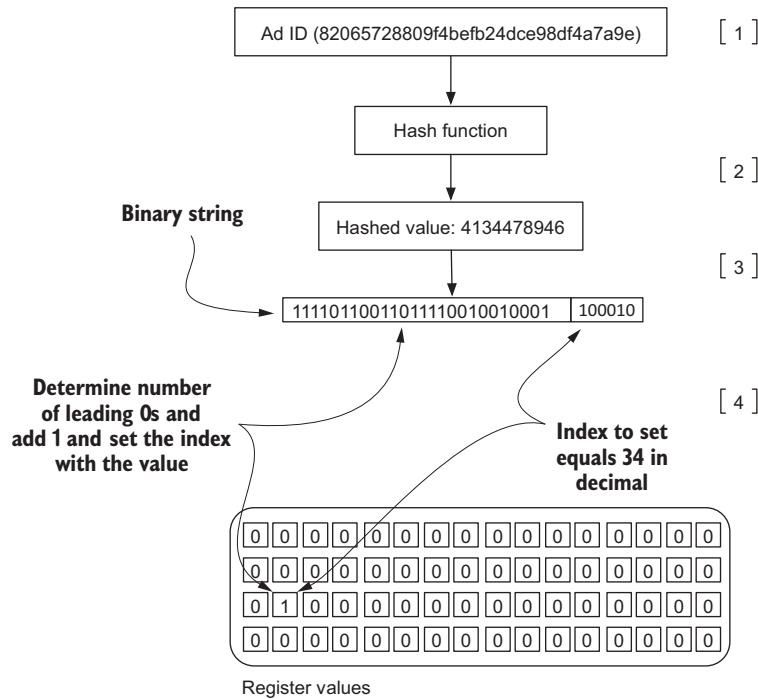 Ad ID (82065728809f4befb24dce98df4a7a9e)
[ 1 ]
Hash function
[ 2 ]
Binary string
Hashed value: 4134478946
[ 3 ]
11110110011011110010010001 100010
Determine number
of leading 0s and
add 1 and set the index
with the value
[ 4 ]
Index to set
equals 34 in
decimal
0 0 0 0 0 0 0 0 0 0 0 0 0 0 0 0
0 0 0 0 0 0 0 0 0 0 0 0 0 0 0 0
0 1 0 0 0 0 0 0 0 0 0 0 0 0 0 0
0 0 0 0 0 0 0 0 0 0 0 0 0 0 0 0
Register values